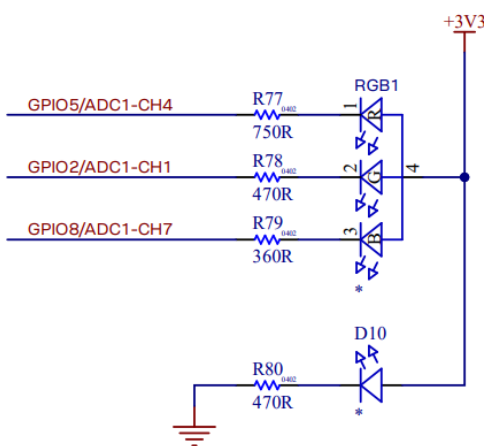 +3V3
RGB1
GPIO5/ADC1-CH4
R77
0402
750R
1
R
GPIO2/ADC1-CH1
R78
0402
470R
2
G
4
GPIO8/ADC1-CH7
R79
0402
360R
3
B
*
D10
R80
0402
470R
*